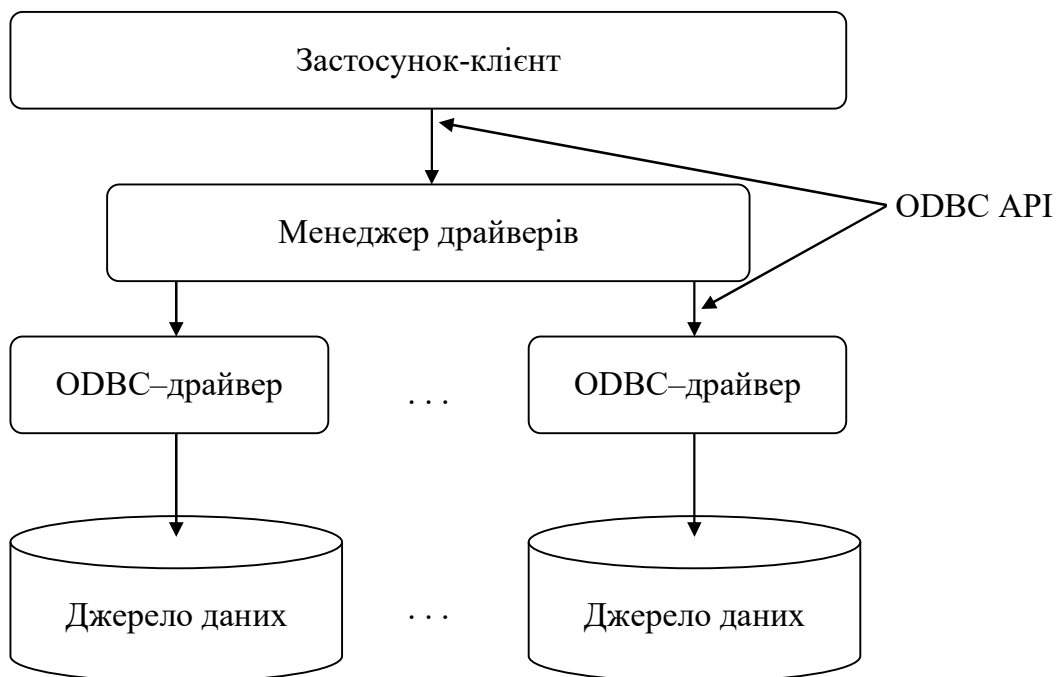 Застосунок-клієнт
Менеджер драйверів
ODBC API
ODBC–драйвер
. . .
ODBC–драйвер
Джерело даних
. . .
Джерело даних